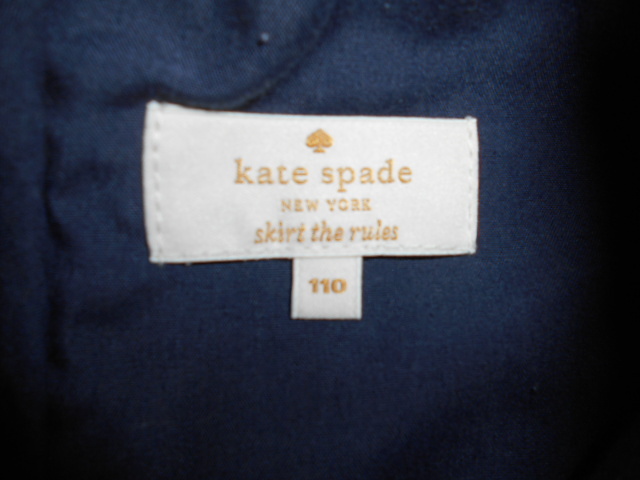 kate spade
NEW YORK
skirt the rules
110